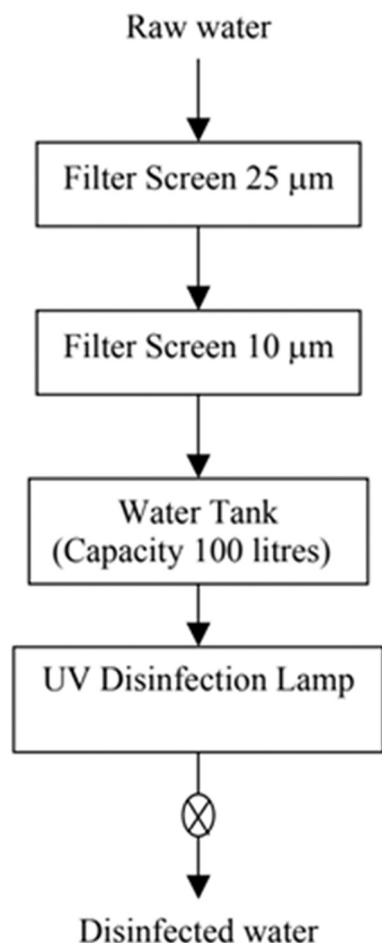 Raw water
Filter Screen 25 μm
Filter Screen 10 μm
Water Tank
(Capacity 100 litres)
UV Disinfection Lamp
Disinfected water